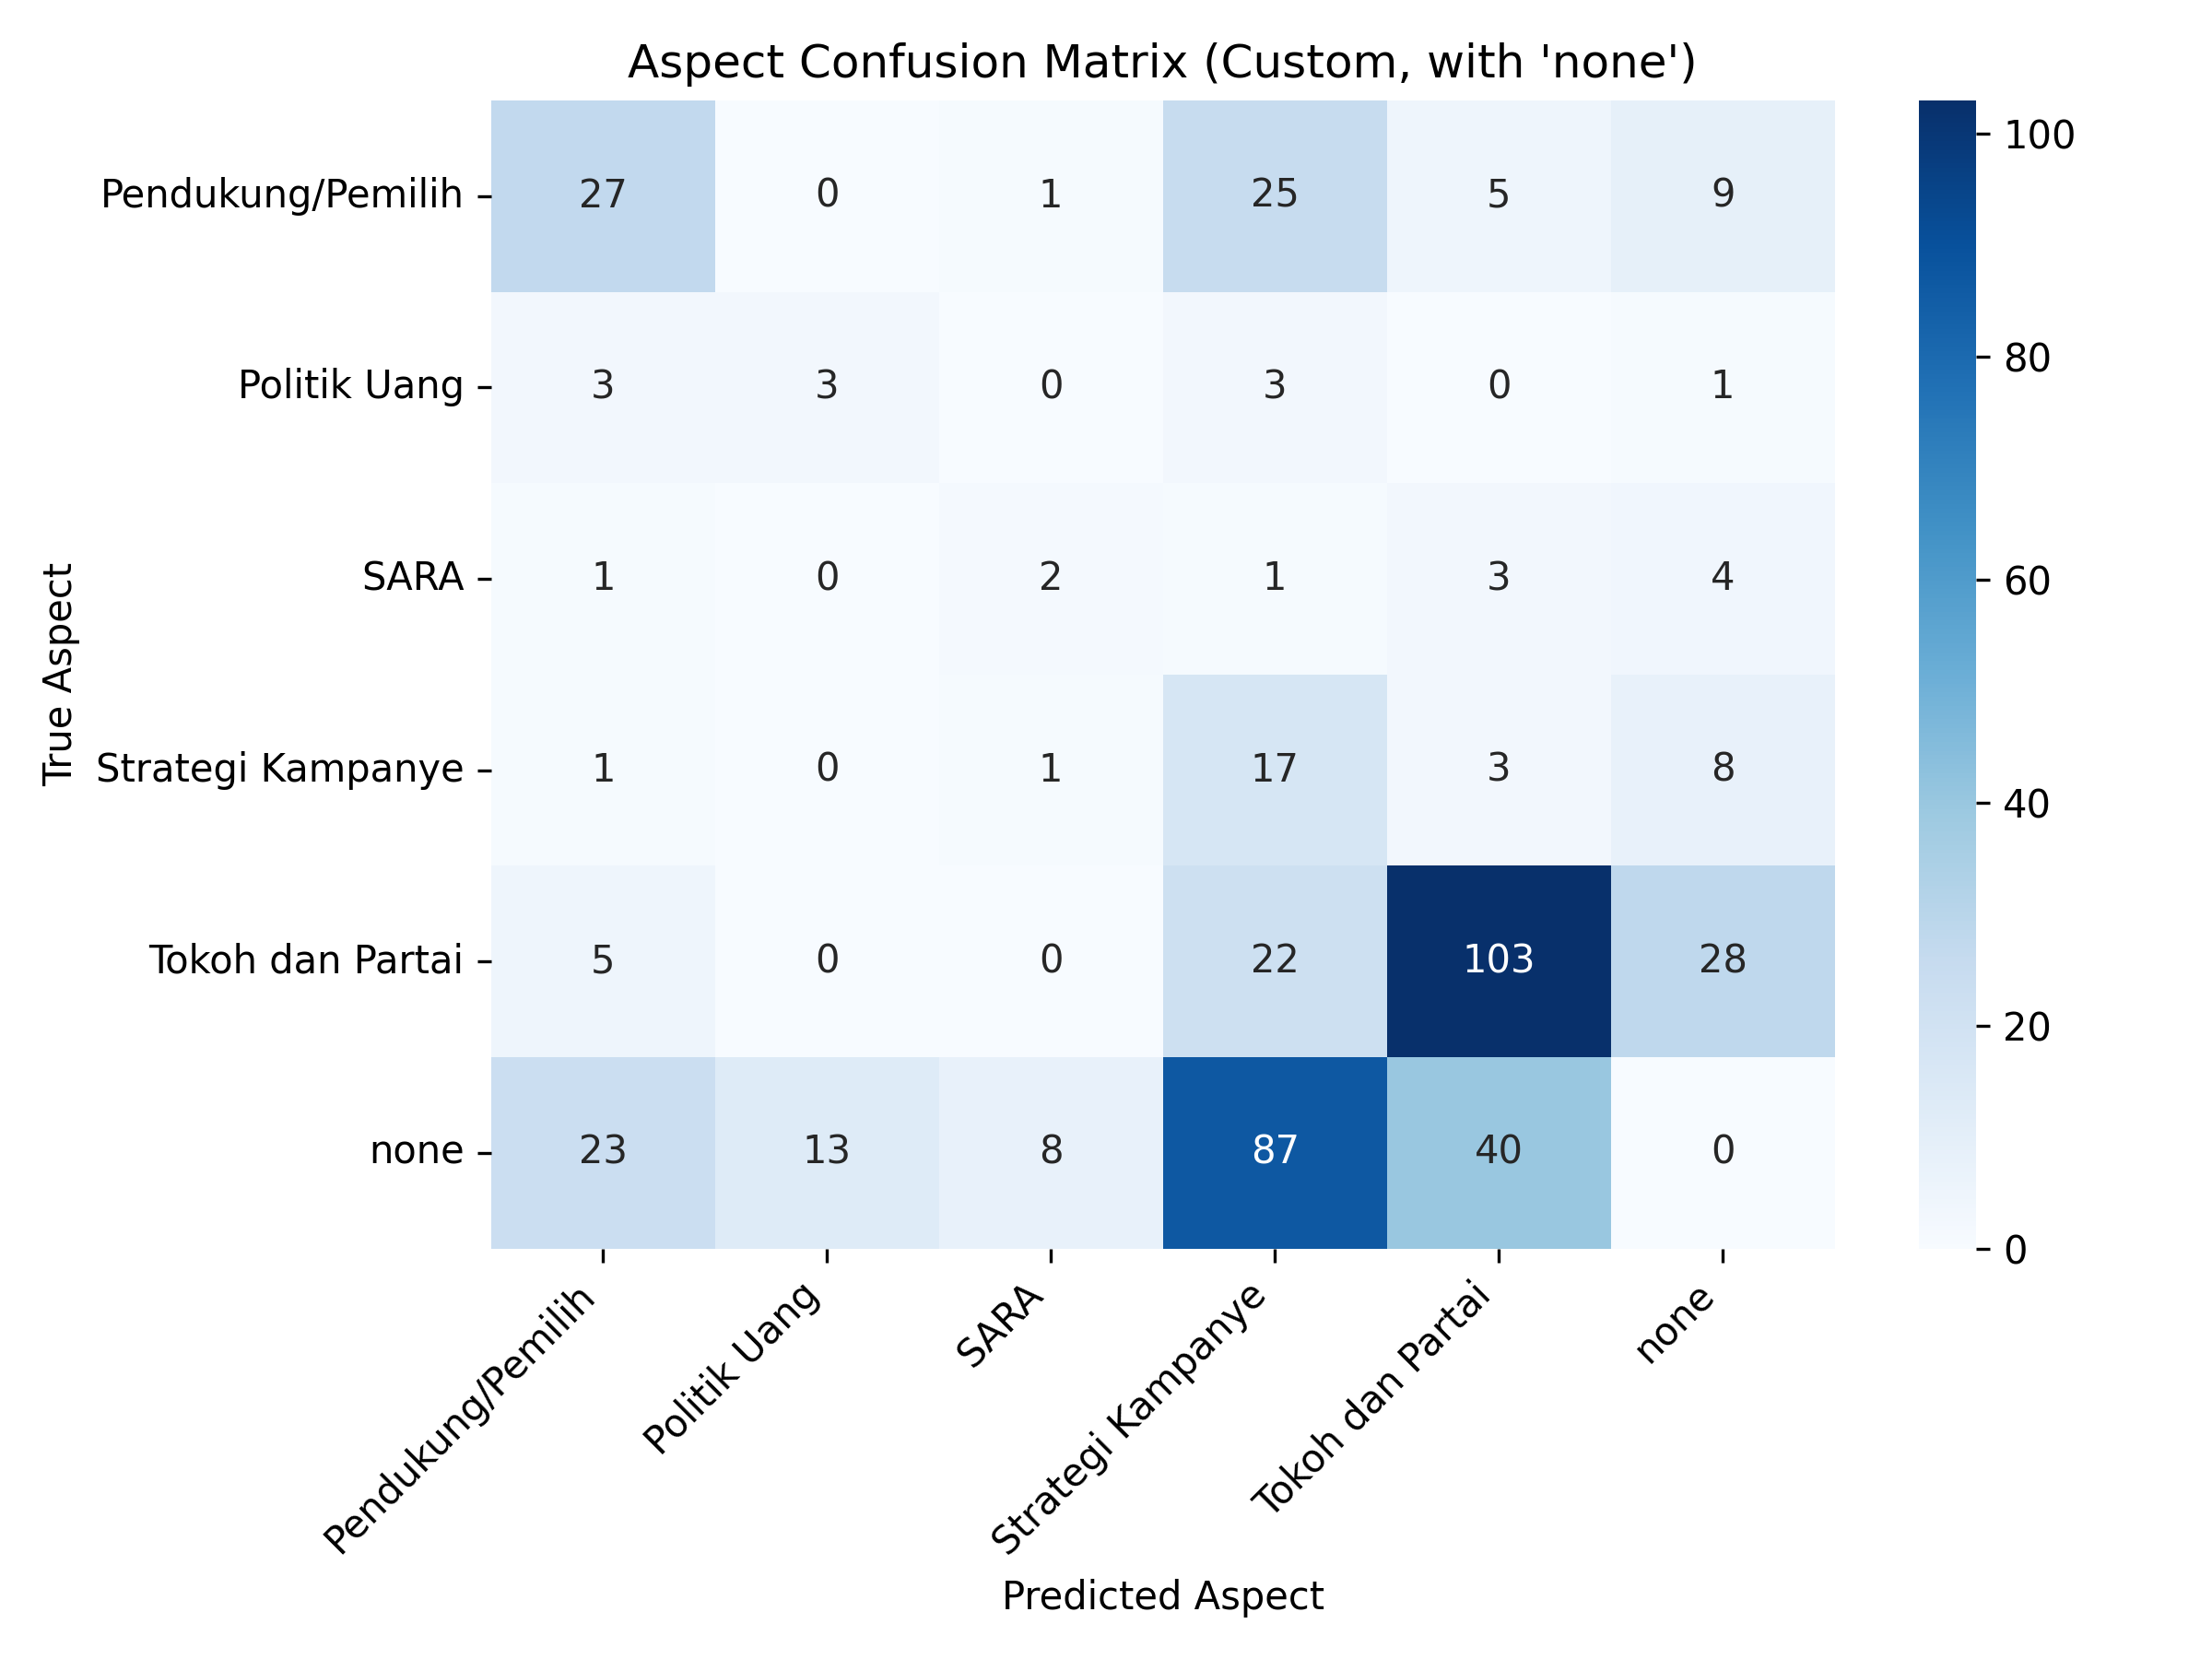 Aspect Confusion Matrix (Custom, with 'none')
True Aspect
Pendukung/Pemilih 27 0 1 25 5 9
Politik Uang 3 3 0 3 0 1
SARA 1 0 2 1 3 4
Strategi Kampanye 1 0 1 17 3 8
Tokoh dan Partai 5 0 0 22 103 28
none 23 13 8 87 40 0
Pendukung/Pemilih
Politik Uang
SARA
Strategi Kampanye
Tokoh dan Partai
none
Predicted Aspect
100
80
60
40
20
0